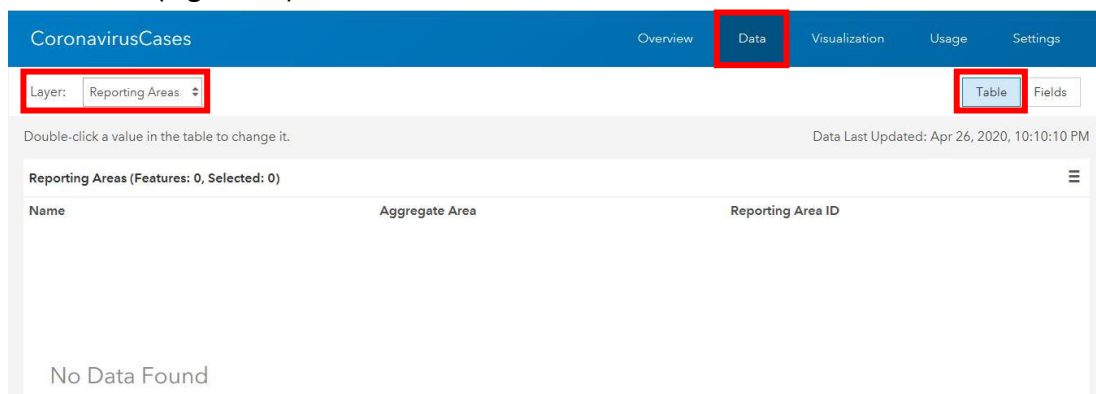 CoronavirusCases Overview Data Visualization Usage Settings
Layer: Reporting Areas Table Fields
Double-click a value in the table to change it. Data Last Updated: Apr 26, 2020, 10:10:10 PM
Reporting Areas (Features: 0, Selected: 0)
Name Aggregate Area Reporting Area ID
No Data Found